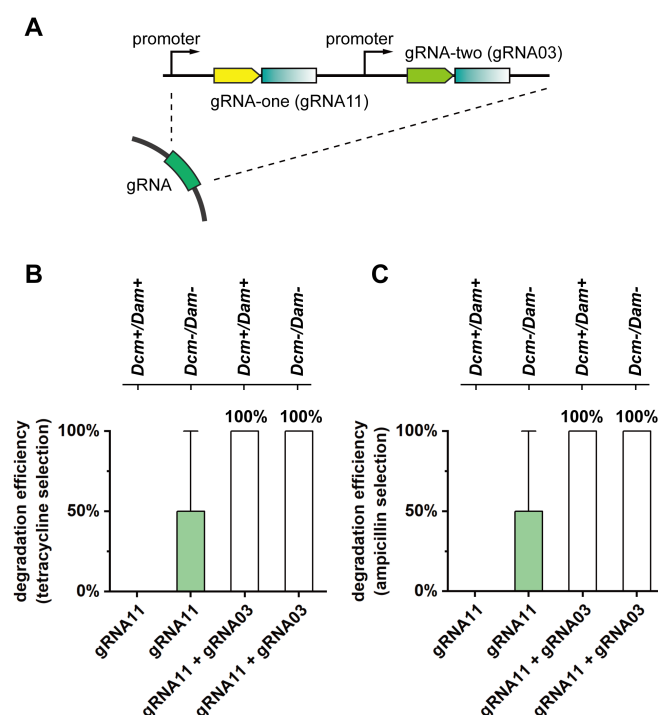 A
promoter
promoter
gRNA-two (gRNA03)
gRNA-one (gRNA11)
gRNA
B
Dcm+/Dam+
Dcm-/Dam-
Dcm+/Dam+
Dcm-/Dam-
degradation efficiency
(tetracycline selection)
100%
50%
0%
100%
100%
gRNA11
gRNA11
gRNA11 + gRNA03
gRNA11 + gRNA03
C
Dcm+/Dam+
Dcm-/Dam-
Dcm+/Dam+
Dcm-/Dam-
degradation efficiency
(ampicillin selection)
100%
50%
0%
100%
100%
gRNA11
gRNA11
gRNA11 + gRNA03
gRNA11 + gRNA03